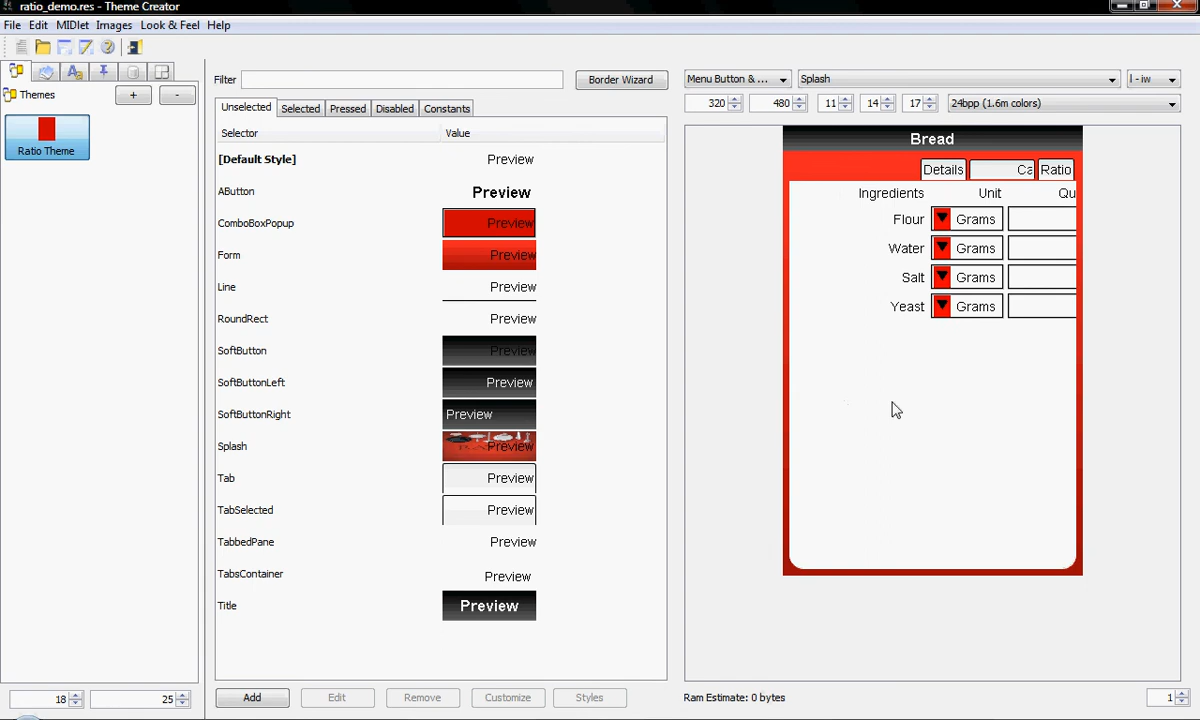 ratio_demo.res - Theme Creator
File Edit MIDlet Images Look & Feel Help
Themes + -
Ratio Theme
18 25
Filter Border Wizard
Unselected Selected Pressed Disabled Constants
Selector Value
[Default Style] Preview
AButton Preview
ComboBoxPopup Preview
Form Preview
Line Preview
RoundRect Preview
SoftButton Preview
SoftButtonLeft Preview
SoftButtonRight Preview
Splash Preview
Tab Preview
TabSelected Preview
TabbedPane Preview
TabsContainer Preview
Title Preview
Add Edit Remove Customize Styles
Menu Button & ... Splash I - iw
320 480 11 14 17 24bpp (1.6m colors)
Bread
Details Ca Ratio
Ingredients Unit Qu
Flour Grams
Water Grams
Salt Grams
Yeast Grams
Ram Estimate: 0 bytes 1